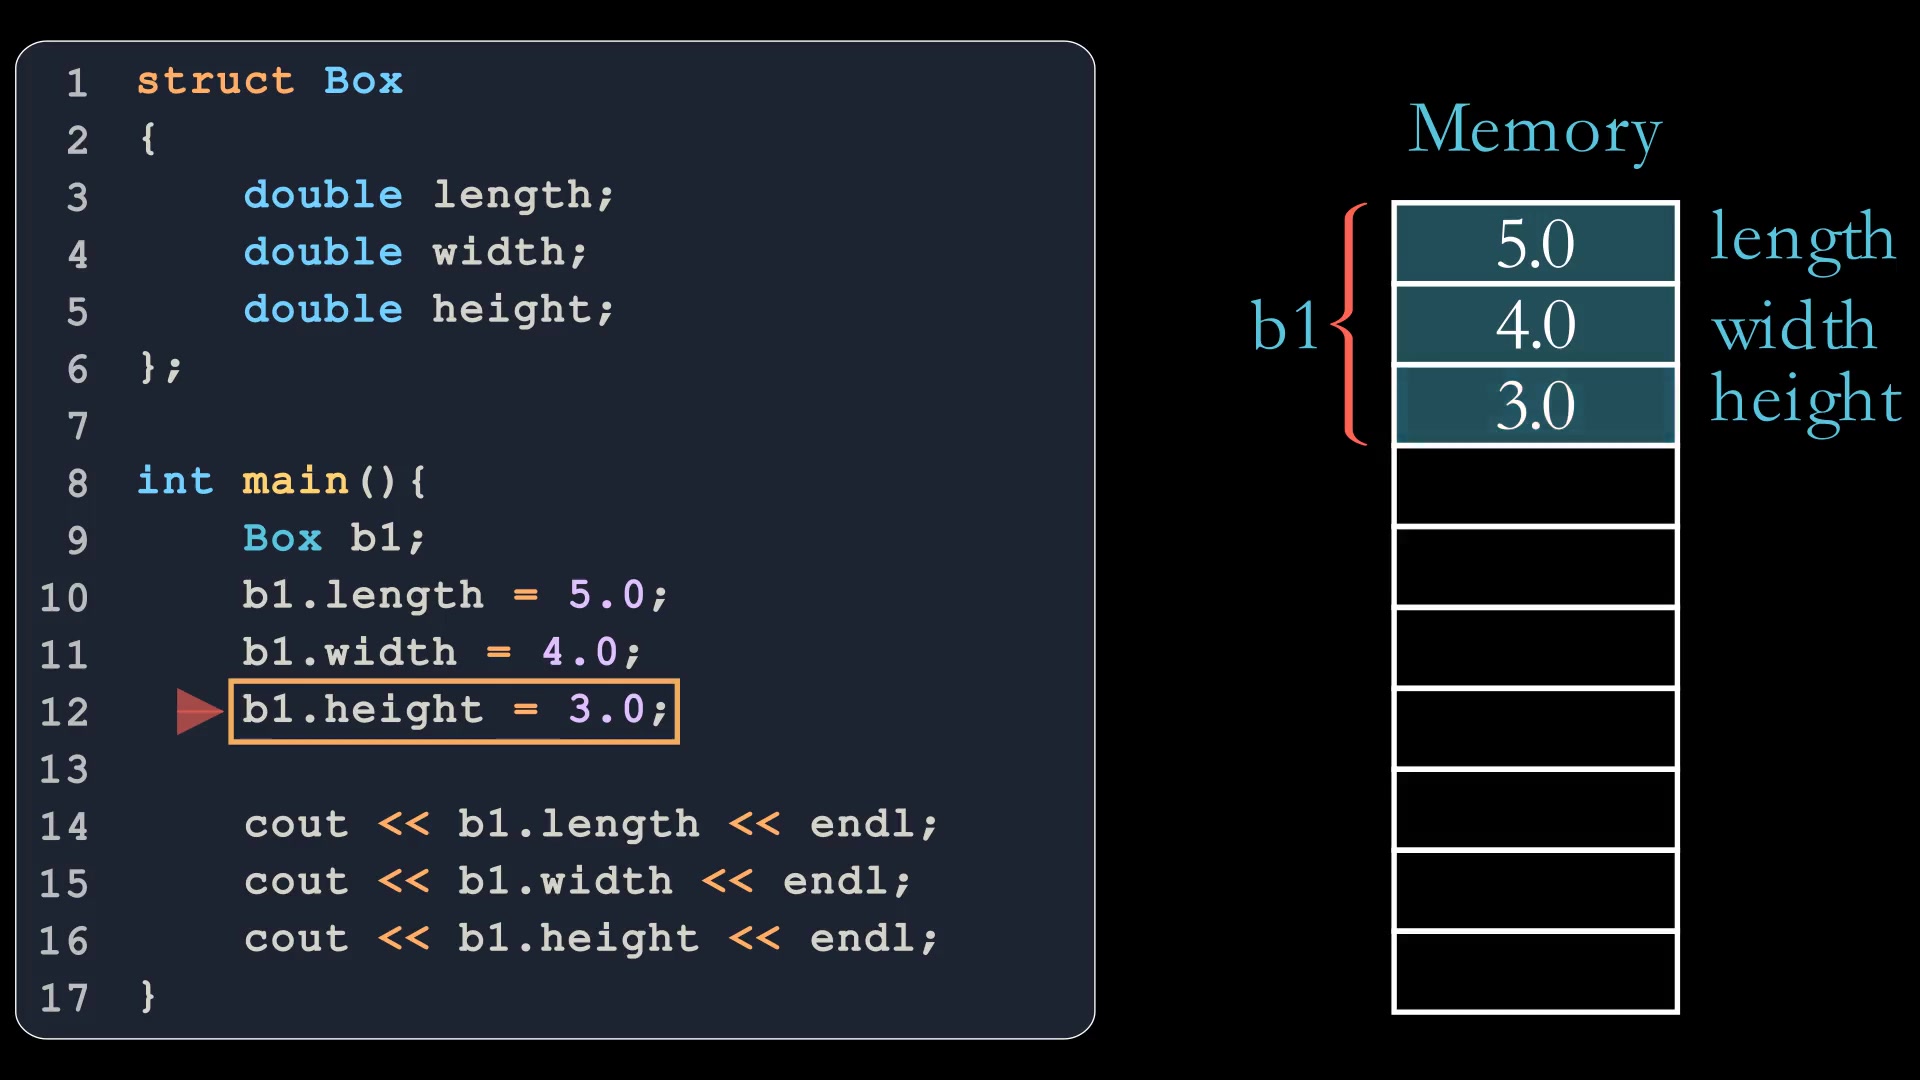 1 struct Box
2 {
3 double length;
4 double width;
5 double height;
6 };
7
8 int main(){
9 Box b1;
10 b1.length = 5.0;
11 b1.width = 4.0;
12 b1.height = 3.0;
13
14 cout << b1.length << endl;
15 cout << b1.width << endl;
16 cout << b1.height << endl;
17 }
Memory
b1
5.0 length
4.0 width
3.0 height